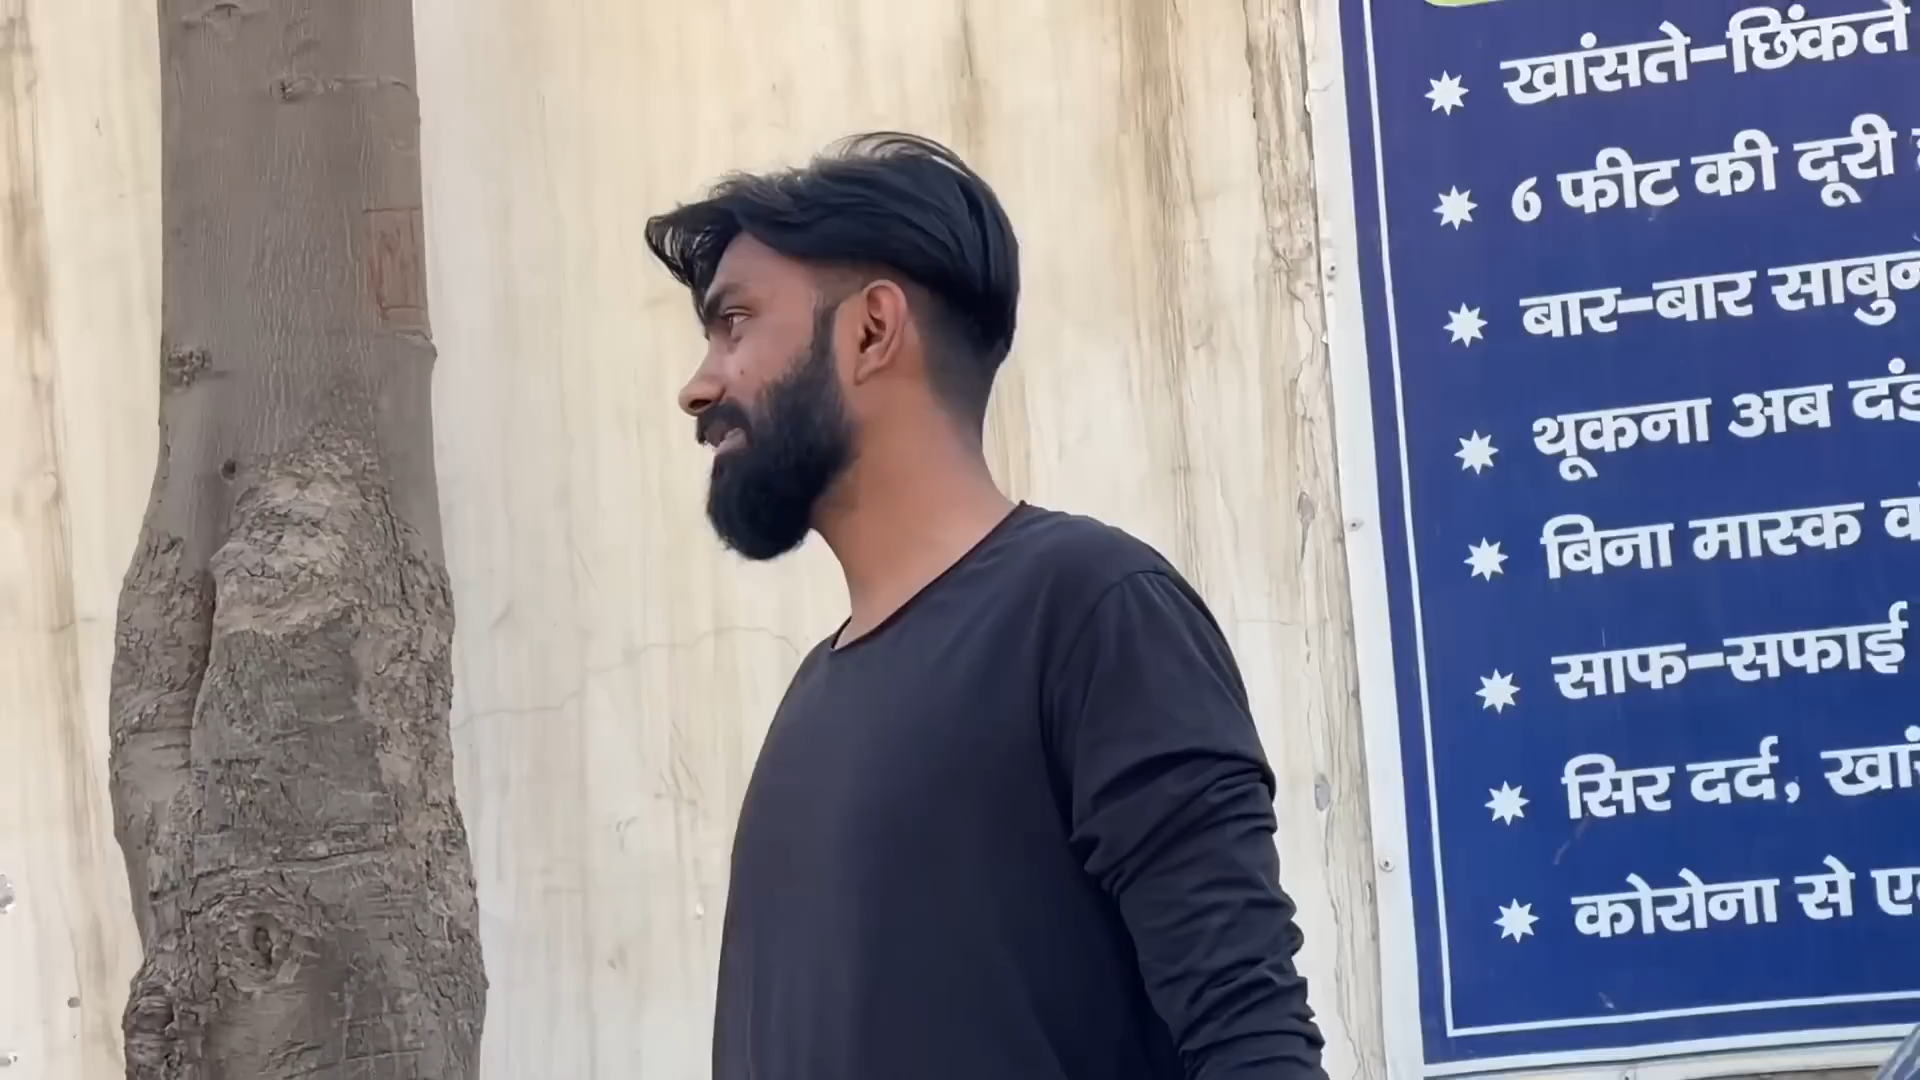 खांसते-छिंकते
6 फीट की दूरी
बार-बार साबुन
थूकना अब
बिना मास्क
साफ-सफाई
सिर दर्द,
कोरोना से